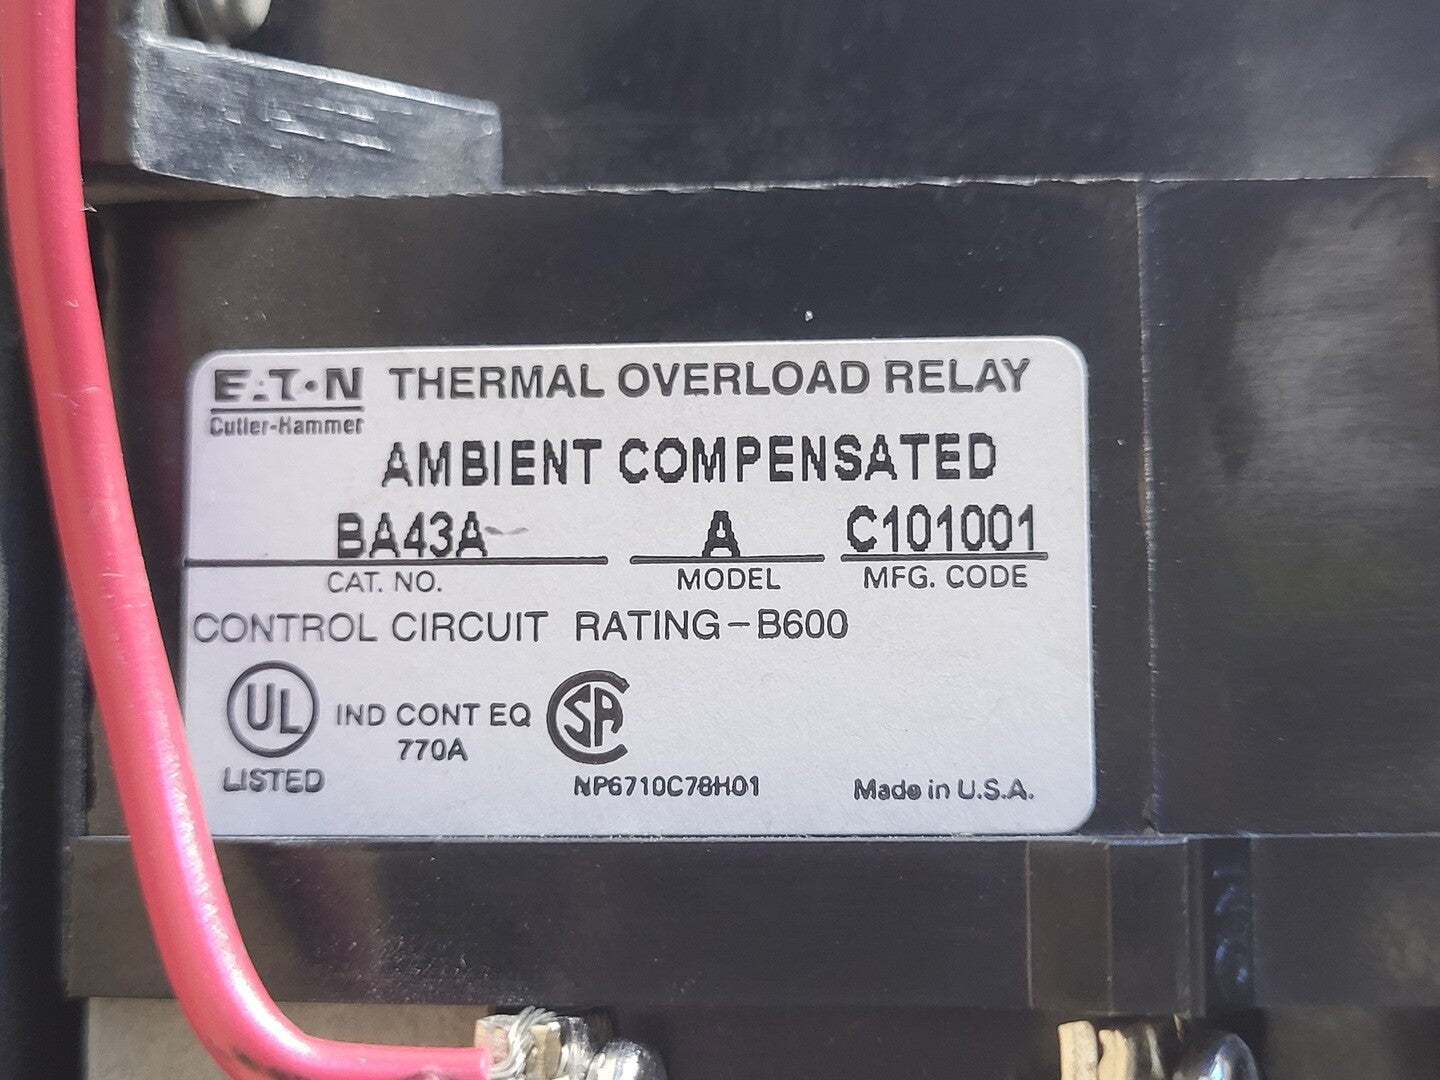 E·T·N THERMAL OVERLOAD RELAY
Cutler-Hammer
AMBIENT COMPENSATED
BA43A A C101001
CAT. NO. MODEL MFG. CODE
CONTROL CIRCUIT RATING-B600
UL IND CONT EQ SA
770A
LISTED NP6710C78H01 Made in U.S.A.